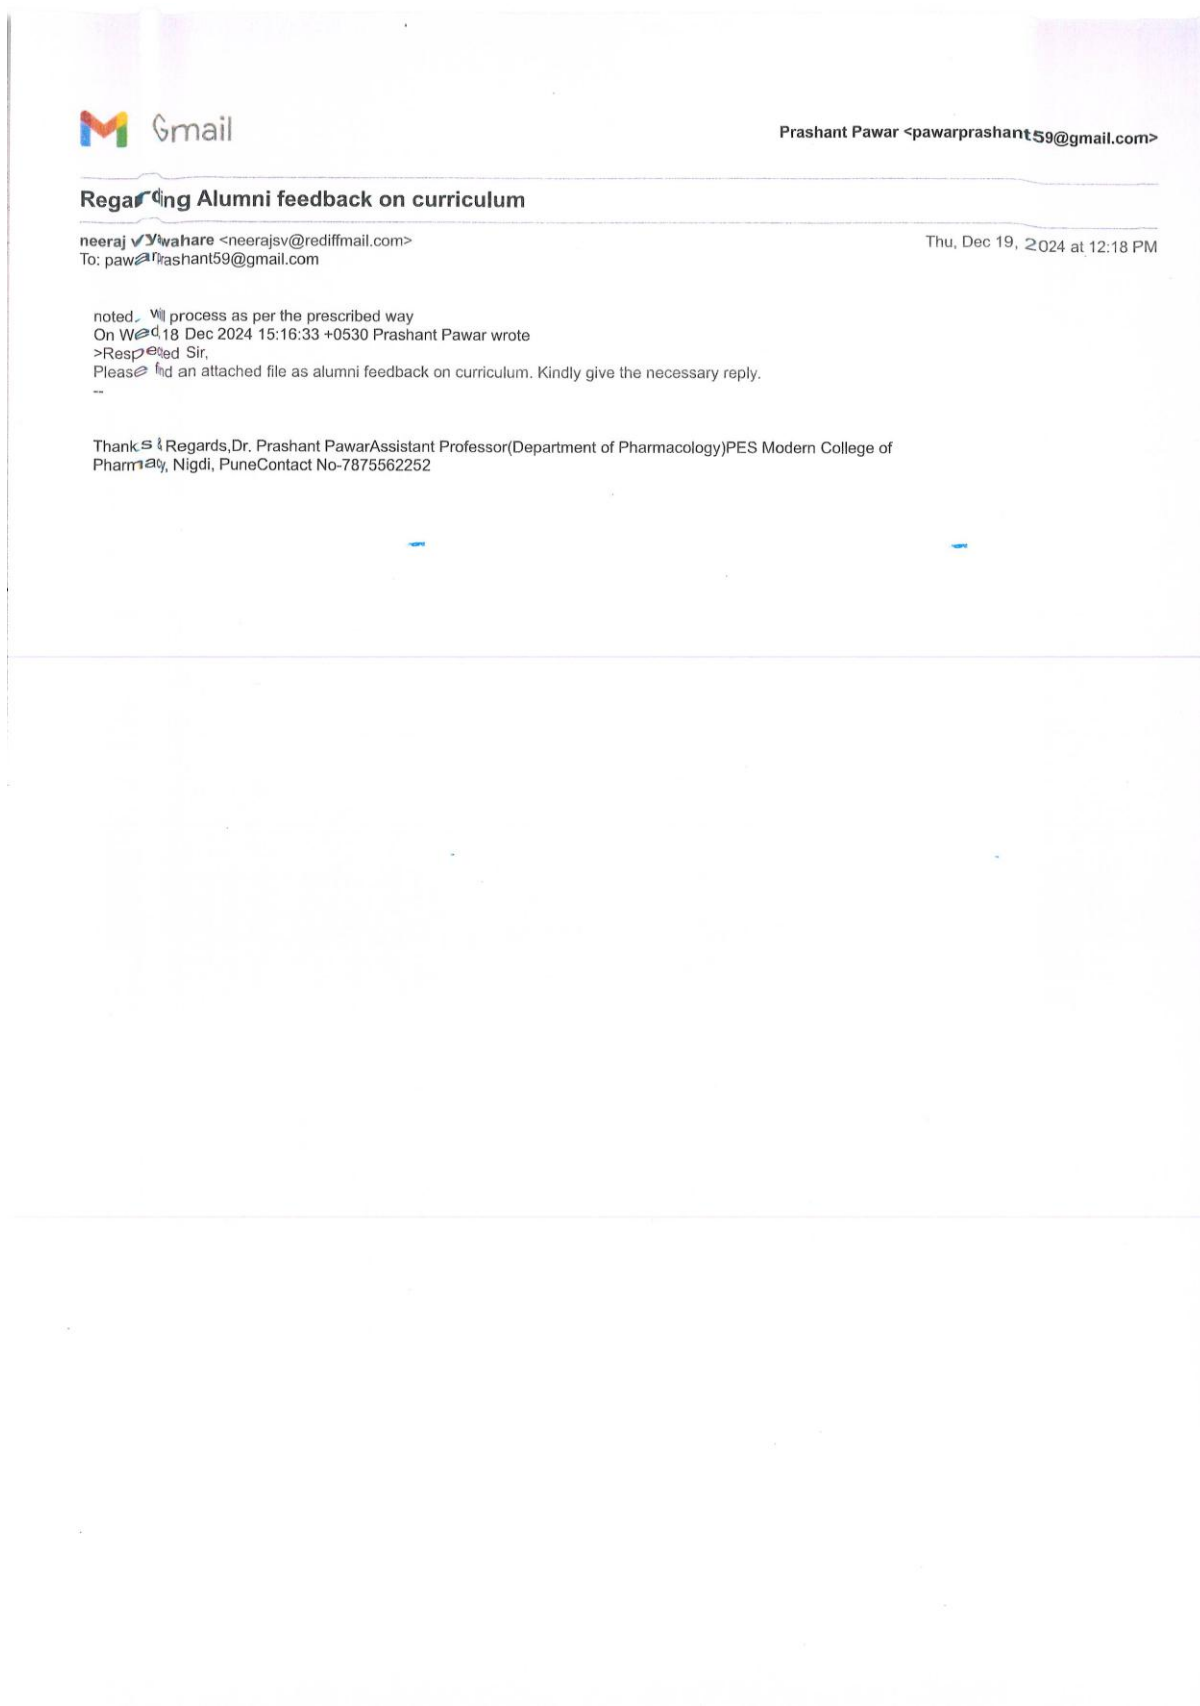 Gmail
Prashant Pawar <pawarprashant59@gmail.com>
Regarding Alumni feedback on curriculum
neeraj vyawahare <neerajsv@rediffmail.com>
Thu, Dec 19, 2024 at 12:18 PM
To: pawarprashant59@gmail.com
noted. Will process as per the prescribed way
On Wed, 18 Dec 2024 15:16:33 +0530 Prashant Pawar wrote
>Respected Sir,
Please find an attached file as alumni feedback on curriculum. Kindly give the necessary reply.
--
Thanks & Regards,Dr. Prashant PawarAssistant Professor(Department of Pharmacology)PES Modern College of
Pharmacy, Nigdi, PuneContact No-7875562252